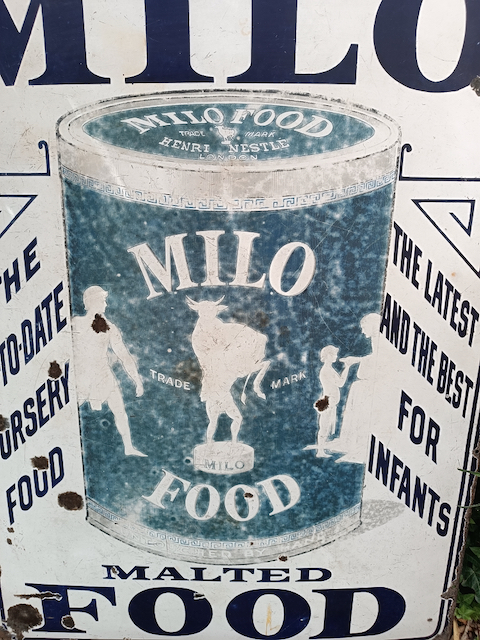 MILO
MILO FOOD
TRADE MARK
HENRI NESTLE
LONDON
THE
TO-DATE
NURSERY
FOOD
MILO
TRADE MARK
MILO
FOOD
THE LATEST
AND THE BEST
FOR
INFANTS
MALTED
FOOD